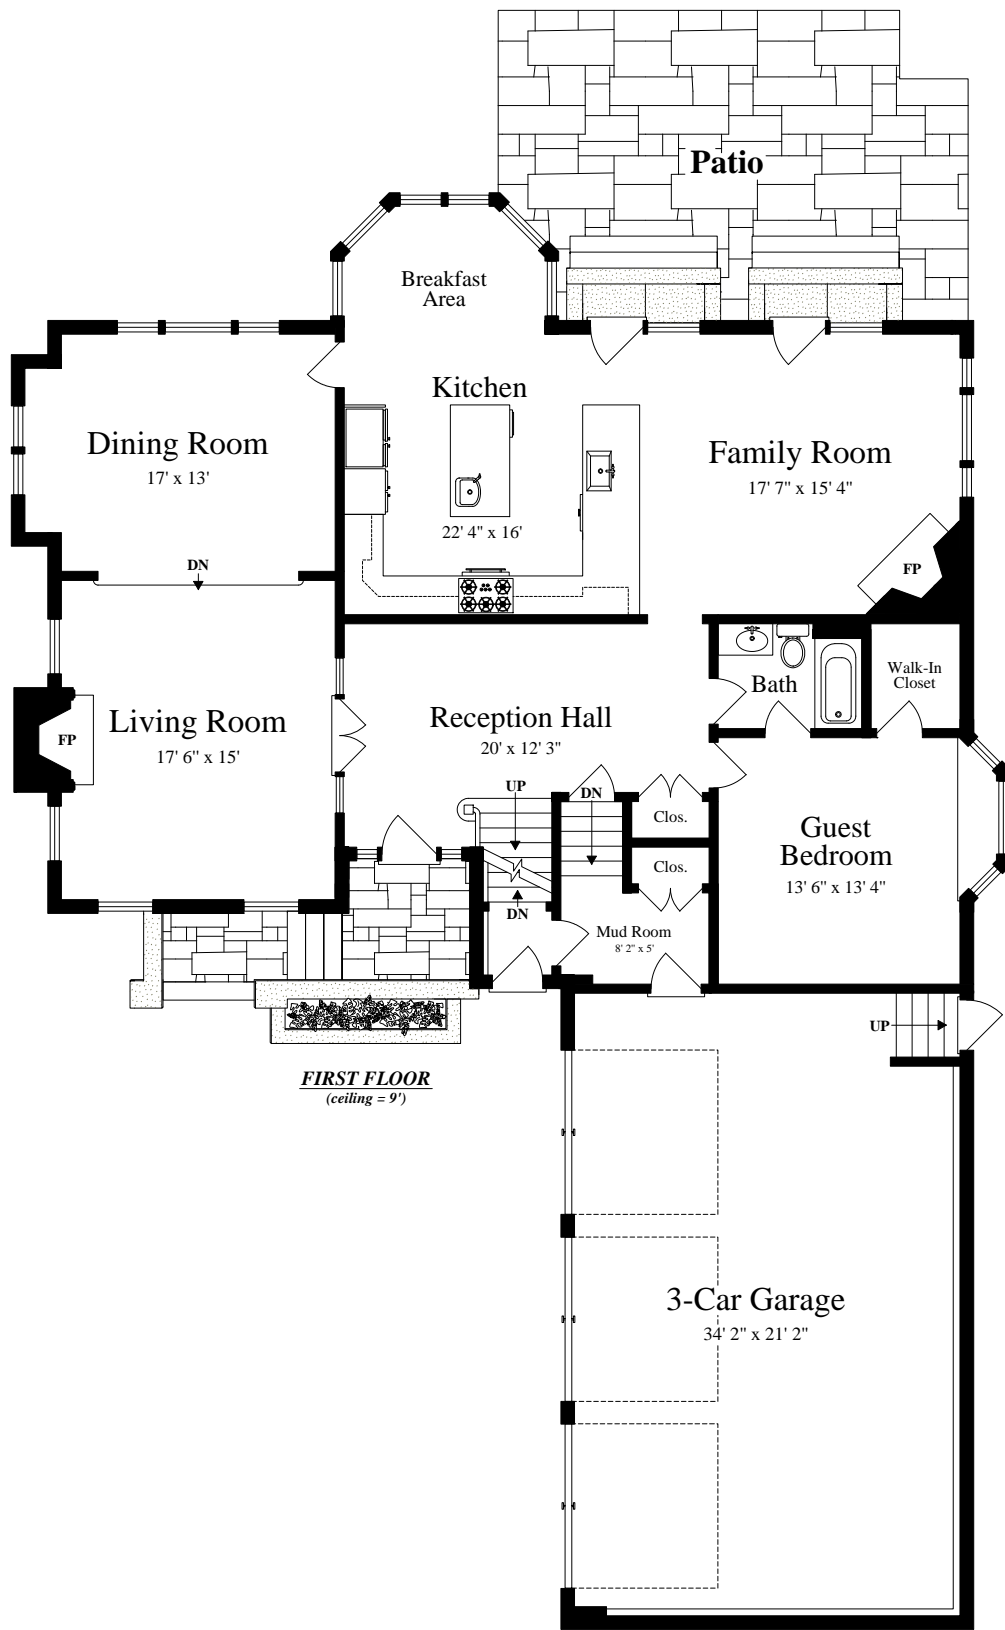 Patio
Breakfast
Area
Kitchen
22' 4" x 16'
Dining Room
17' x 13'
Family Room
17' 7" x 15' 4"
DN
FP
Living Room
17' 6" x 15'
FP
Reception Hall
20' x 12' 3"
Bath
Walk-In
Closet
UP
DN
Clos.
Clos.
Guest
Bedroom
13' 6" x 13' 4"
DN
Mud Room
8' 2" x 5'
UP
FIRST FLOOR
(ceiling = 9')
3-Car Garage
34' 2" x 21' 2"